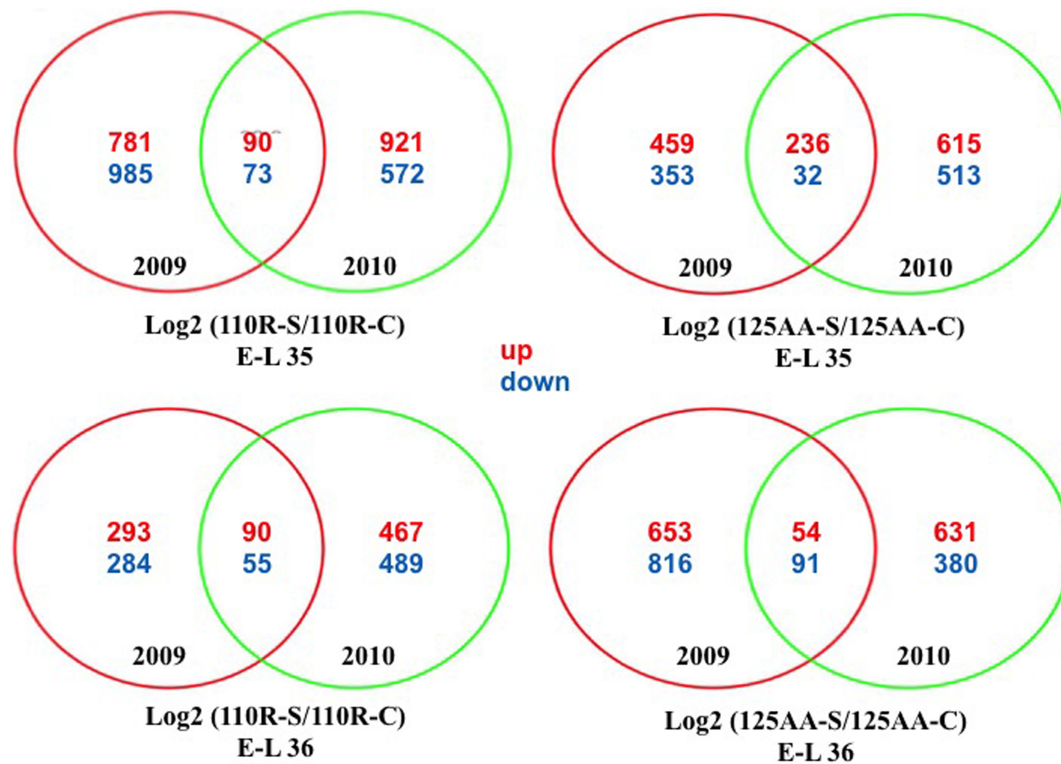 781 90 921
985 73 572
2009 2010
Log2 (110R-S/110R-C)
E-L 35
459 236 615
353 32 513
2009 2010
Log2 (125AA-S/125AA-C)
E-L 35
up
down
293 90 467
284 55 489
2009 2010
Log2 (110R-S/110R-C)
E-L 36
653 54 631
816 91 380
2009 2010
Log2 (125AA-S/125AA-C)
E-L 36